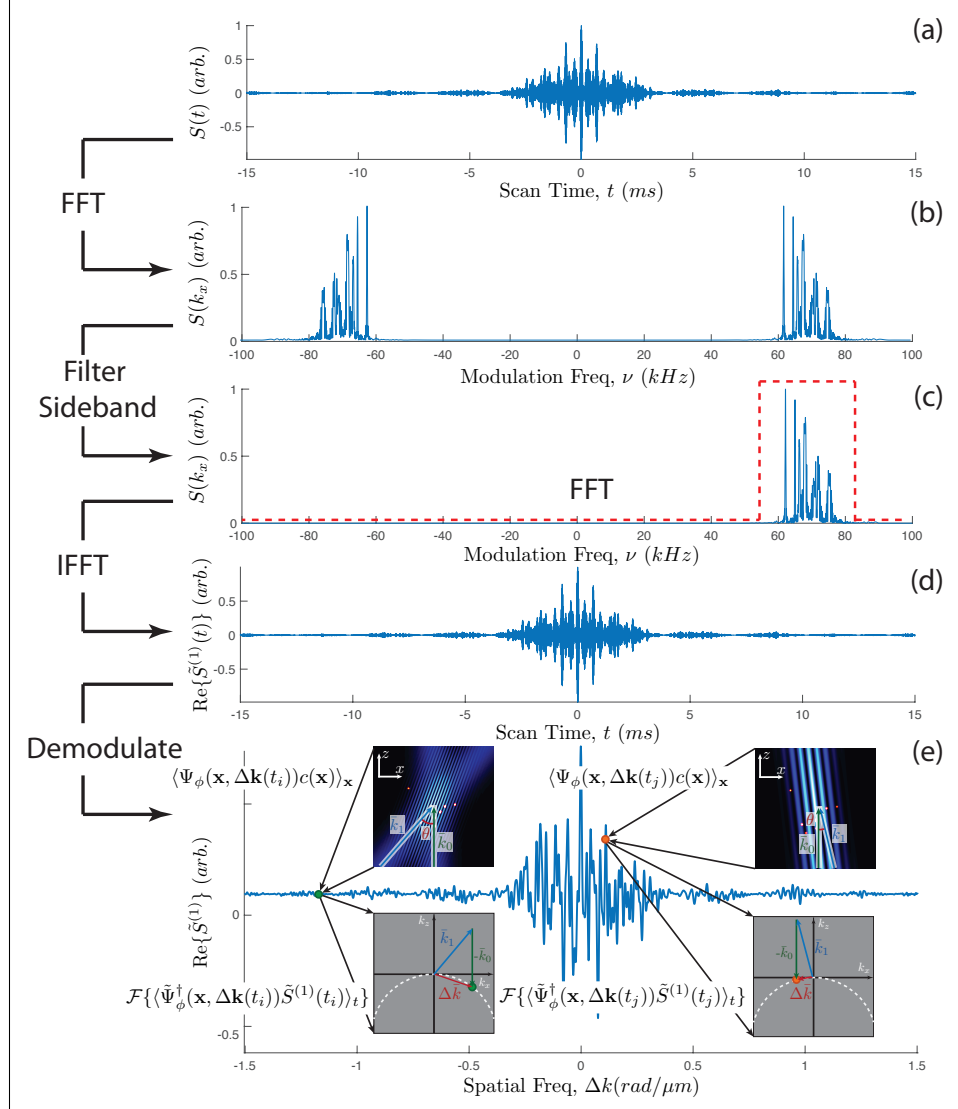 (a)
S(t) (arb.)
1
0.5
0
-0.5
-15 -10 -5 0 5 10 15
Scan Time, t (ms)
FFT
(b)
S(k_x) (arb.)
1
0.5
0
-100 -80 -60 -40 -20 0 20 40 60 80 100
Modulation Freq, ν (kHz)
Filter
Sideband
(c)
S(k_x) (arb.)
1
0.5
0
FFT
-100 -80 -60 -40 -20 0 20 40 60 80 100
Modulation Freq, ν (kHz)
IFFT
(d)
Re{S̃^(1)(t)} (arb.)
0.5
0
-0.5
-15 -10 -5 0 5 10 15
Scan Time, t (ms)
Demodulate
(e)
Re{S̃^(1)} (arb.)
⟨Ψ_ϕ(x, Δk(t_i))c(x)⟩_x
z
x
k̄_1
θ
k̄_0
⟨Ψ_ϕ(x, Δk(t_j))c(x)⟩_x
z
x
θ
k̄_0
k̄_1
0
k_z
k̄_1
-k̄_0
k_x
Δk̄
k_z
-k̄_0
k̄_1
k_x
Δk̄
F{⟨Ψ̃_ϕ^†(x, Δk(t_i))S̃^(1)(t_i)⟩_t}
F{⟨Ψ̃_ϕ^†(x, Δk(t_j))S̃^(1)(t_j)⟩_t}
-0.5
-1.5 -1 -0.5 0 0.5 1 1.5
Spatial Freq, Δk(rad/μm)